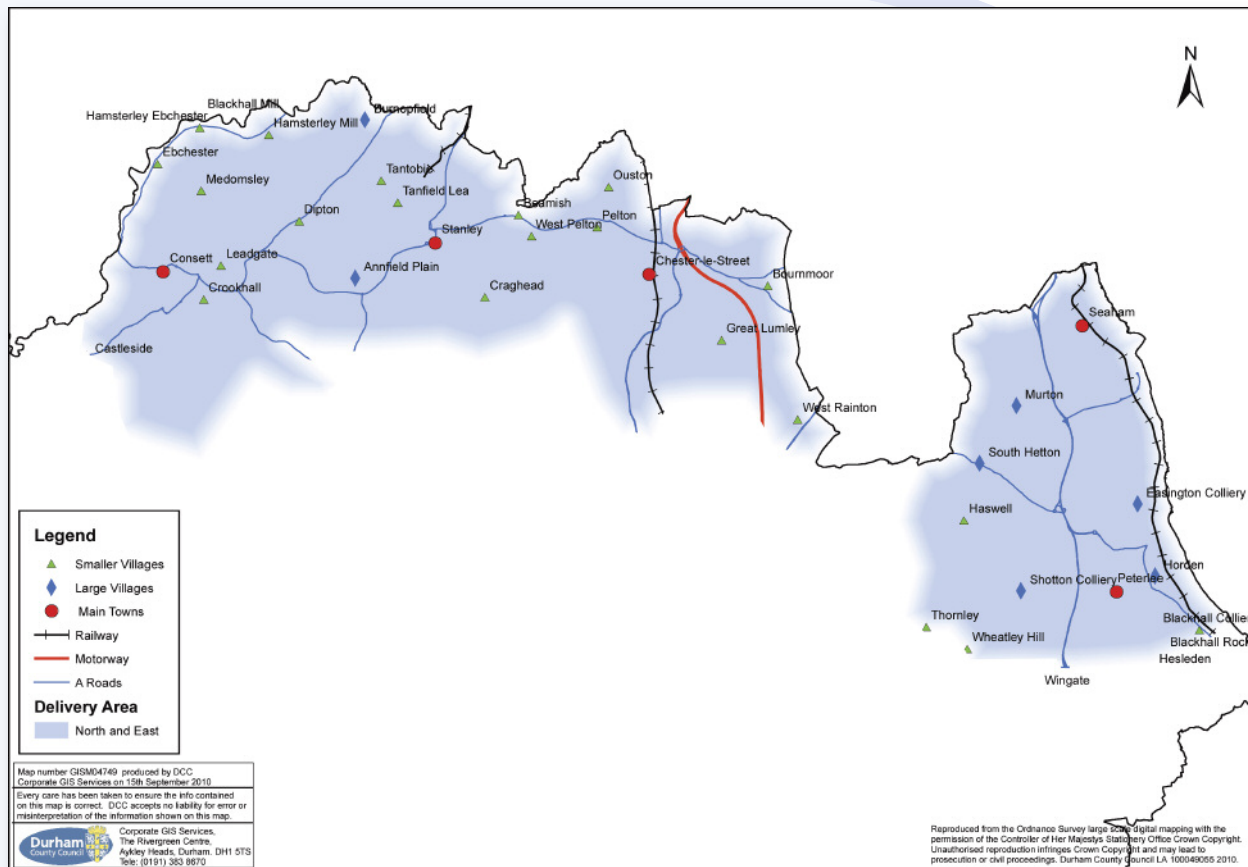 N
Blackhall Mill
Burnopfield
Hamsterley Ebchester
Hamsterley Mill
Ebchester
Medomsley
Tantobie
Tanfield Lea
Ouston
Dipton
Beamish
West Pelton
Pelton
Stanley
Consett
Leadgate
Annfield Plain
Chester-le-Street
Crookhall
Craghead
Bournmoor
Castleside
Great Lumley
Seaham
West Rainton
Murton
South Hetton
Easington Colliery
Haswell
Shotton Colliery
Peterlee
Horden
Thornley
Wheatley Hill
Blackhall Collier
Blackhall Rock
Hesleden
Wingate
Legend
Smaller Villages
Large Villages
Main Towns
Railway
Motorway
A Roads
Delivery Area
North and East
Map number GISM04749 produced by DCC
Corporate GIS Services on 15th September 2010
Every care has been taken to ensure the info contained
on this map is correct. DCC accepts no liability for error or
misinterpretation of the information shown on this map.
Durham
County Council
Corporate GIS Services,
The Rivergreen Centre,
Aykley Heads, Durham. DH1 5TS
Tele: (0191) 383 8670
Reproduced from the Ordnance Survey large scale digital mapping with the
permission of the Controller of Her Majestys Stationery Office Crown Copyright.
Unauthorised reproduction infringes Crown Copyright and may lead to
prosecution or civil proceedings. Durham County Council LA 100049055 2010.